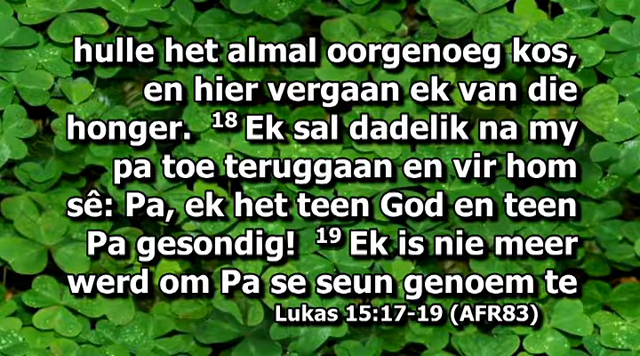 hulle het almal oorgenoeg kos,
en hier vergaan ek van die
honger. 18 Ek sal dadelik na my
pa toe teruggaan en vir hom
sê: Pa, ek het teen God en teen
Pa gesondig! 19 Ek is nie meer
werd om Pa se seun genoem te
Lukas 15:17-19 (AFR83)